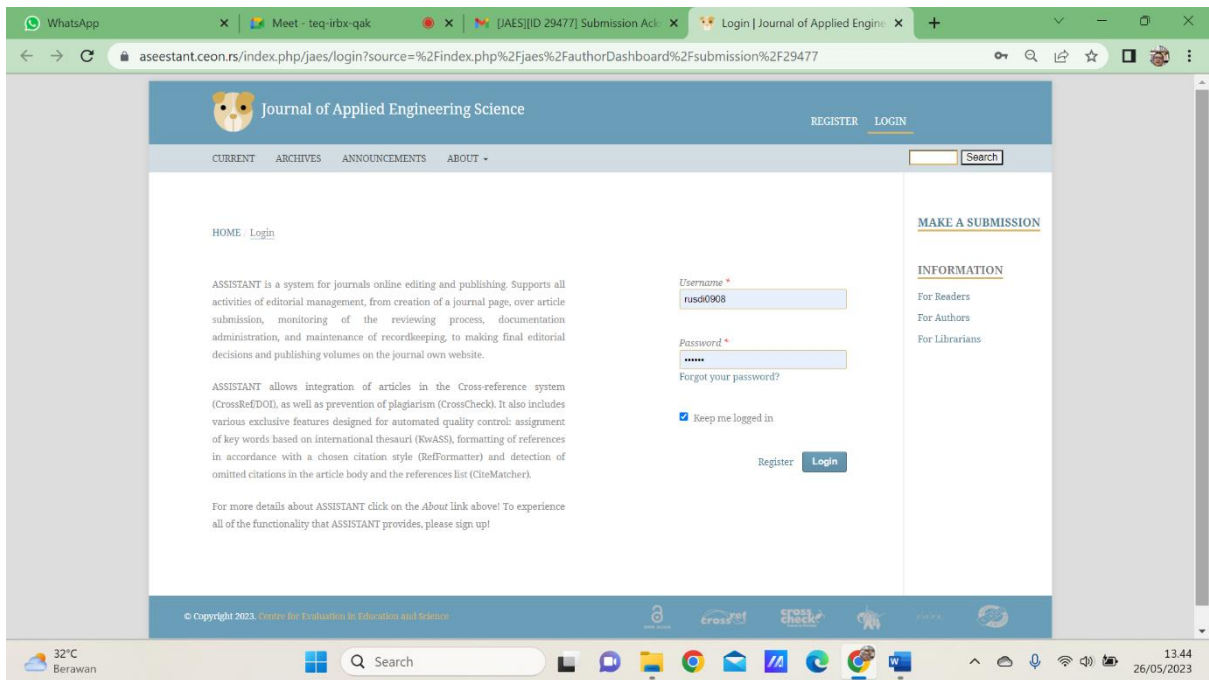 WhatsApp
Meet - teq-irbx-qak
[JAES][ID 29477] Submission Ack
Login | Journal of Applied Engine
aseestant.ceon.rs/index.php/jaes/login?source=%2Findex.php%2Fjaes%2FauthorDashboard%2Fsubmission%2F29477
Journal of Applied Engineering Science
REGISTER LOGIN
CURRENT ARCHIVES ANNOUNCEMENTS ABOUT
Search
HOME / Login
ASSISTANT is a system for journals online editing and publishing. Supports all
activities of editorial management, from creation of a journal page, over article
submission, monitoring of the reviewing process, documentation
administration, and maintenance of recordkeeping, to making final editorial
decisions and publishing volumes on the journal own website.
ASSISTANT allows integration of articles in the Cross-reference system
(CrossRef/DOI), as well as prevention of plagiarism (CrossCheck). It also includes
various exclusive features designed for automated quality control: assignment
of key words based on international thesauri (KwASS), formatting of references
in accordance with a chosen citation style (RefFormatter) and detection of
omitted citations in the article body and the references list (CiteMatcher).
For more details about ASSISTANT click on the About link above! To experience
all of the functionality that ASSISTANT provides, please sign up!
Username *
rusdi0908
Password *
••••••
Forgot your password?
Keep me logged in
Register Login
MAKE A SUBMISSION
INFORMATION
For Readers
For Authors
For Librarians
© Copyright 2023. Centre for Evaluation in Education and Science
crossref
cross check
32°C
Berawan
Search
13.44
26/05/2023